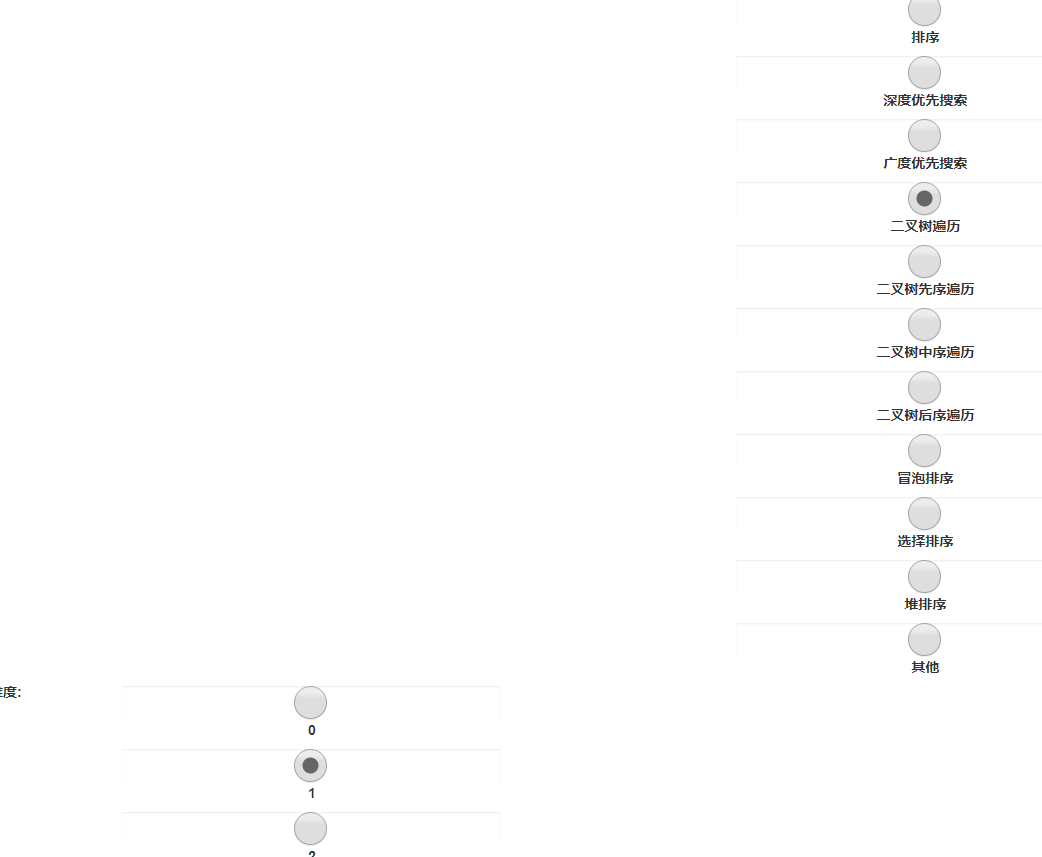 排序
深度优先搜索
广度优先搜索
二叉树遍历
二叉树先序遍历
二叉树中序遍历
二叉树后序遍历
冒泡排序
选择排序
堆排序
其他
度:
0
1
2